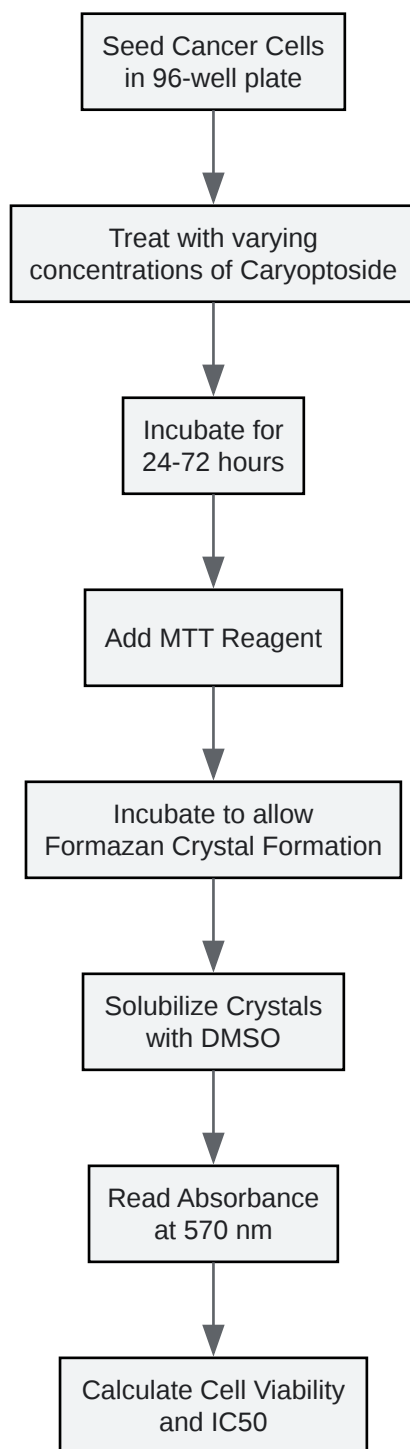 Seed Cancer Cells
in 96-well plate
Treat with varying
concentrations of Caryoptoside
Incubate for
24-72 hours
Add MTT Reagent
Incubate to allow
Formazan Crystal Formation
Solubilize Crystals
with DMSO
Read Absorbance
at 570 nm
Calculate Cell Viability
and IC50